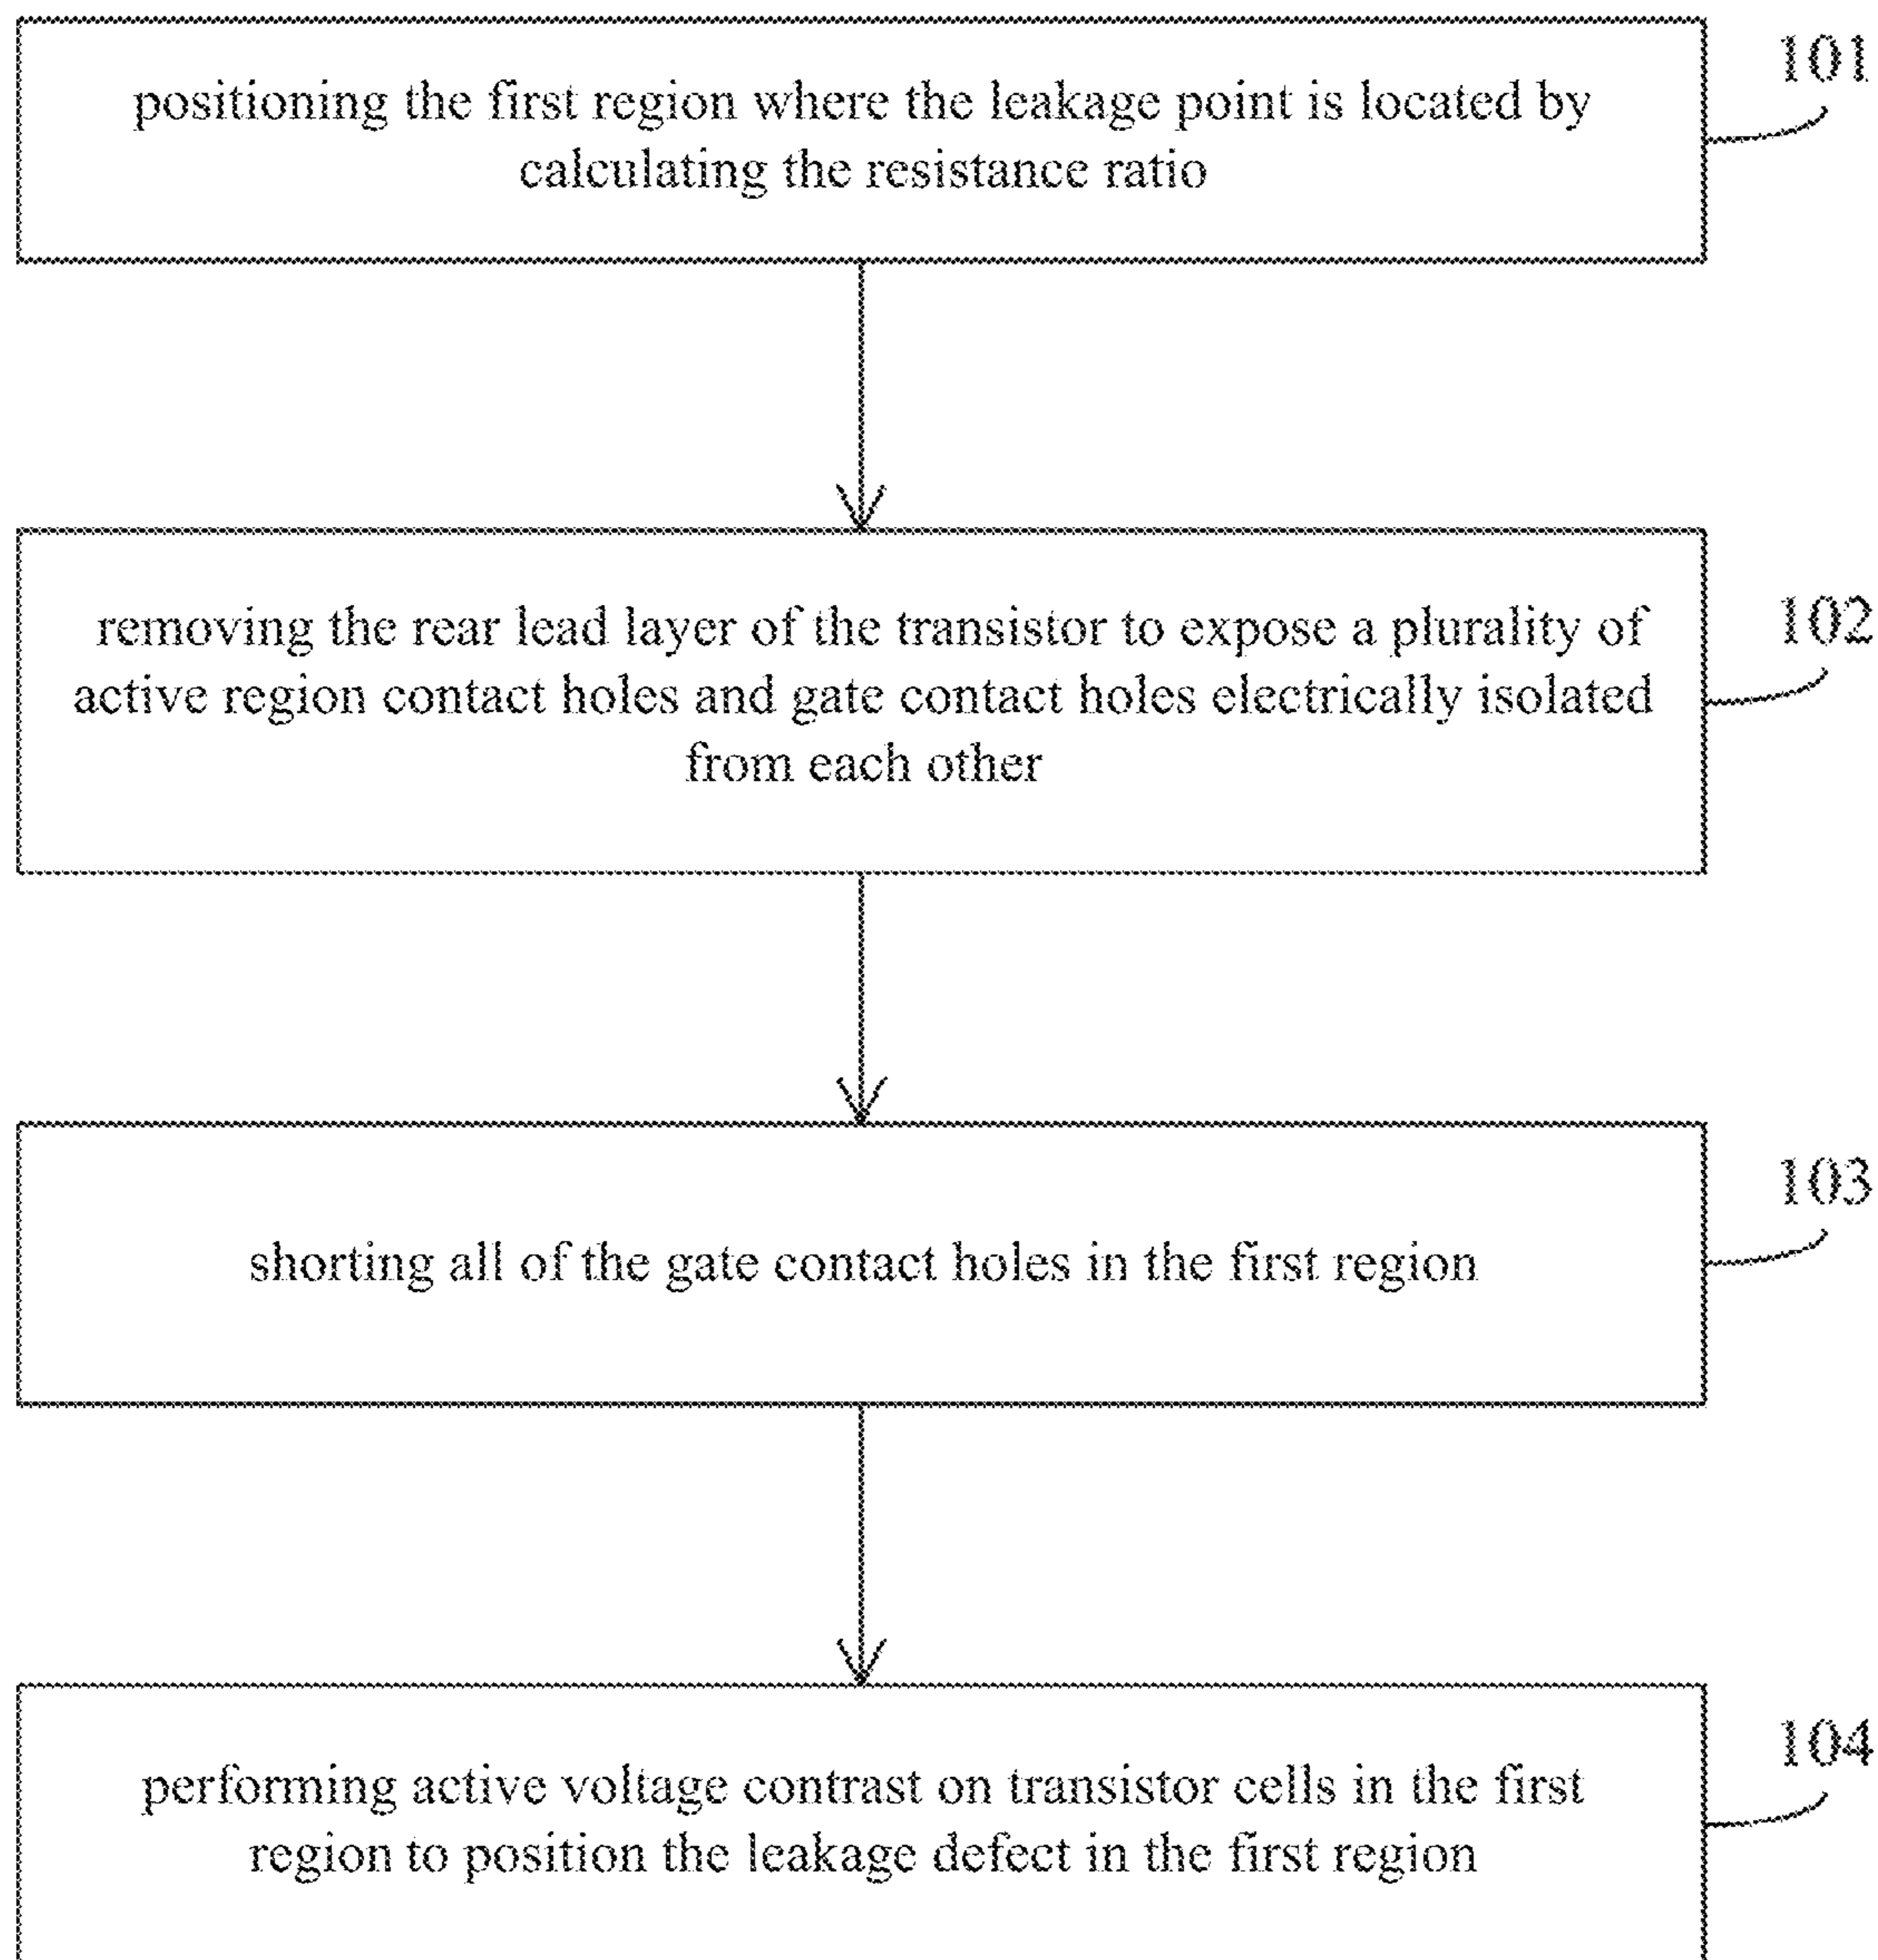 positioning the first region where the leakage point is located by
calculating the resistance ratio
101
removing the rear lead layer of the transistor to expose a plurality of
active region contact holes and gate contact holes electrically isolated
from each other
102
shorting all of the gate contact holes in the first region
103
performing active voltage contrast on transistor cells in the first
region to position the leakage defect in the first region
104